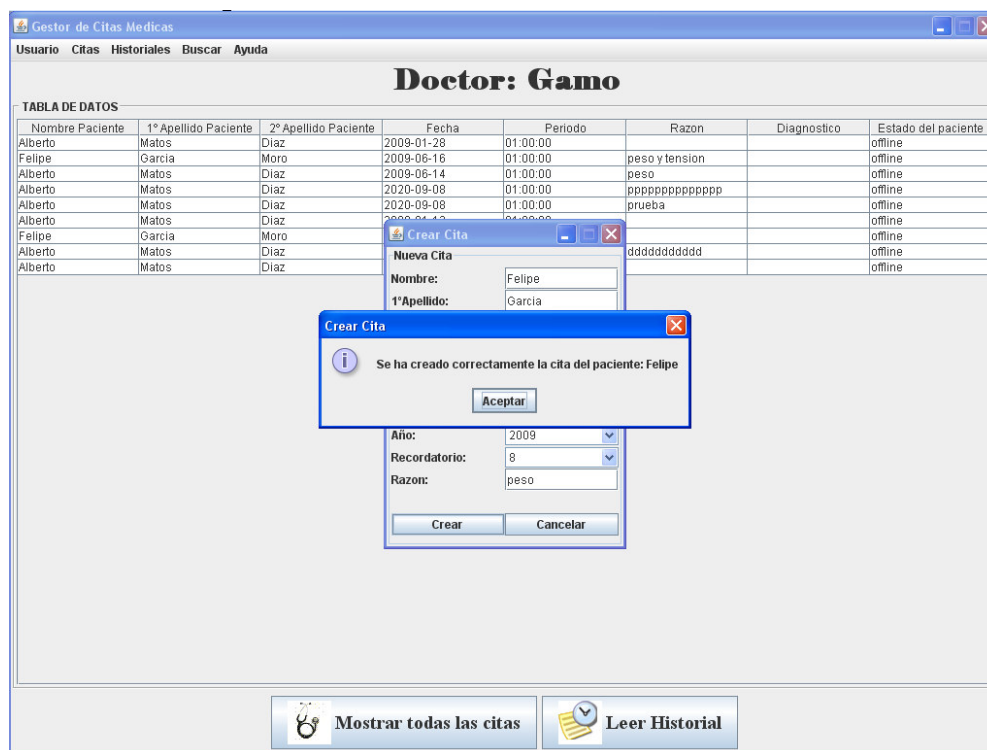 Gestor de Citas Medicas
Usuario Citas Historiales Buscar Ayuda
Doctor: Gamo
TABLA DE DATOS
Nombre Paciente 1º Apellido Paciente 2º Apellido Paciente Fecha Periodo Razon Diagnostico Estado del paciente
Alberto Matos Diaz 2009-01-28 01:00:00 offline
Felipe Garcia Moro 2009-06-16 01:00:00 peso y tension offline
Alberto Matos Diaz 2009-06-14 01:00:00 peso offline
Alberto Matos Diaz 2020-09-08 01:00:00 pppppppppppppp offline
Alberto Matos Diaz 2020-09-08 01:00:00 prueba offline
Alberto Matos Diaz offline
Felipe Garcia Moro offline
Alberto Matos Diaz ddddddddddd offline
Alberto Matos Diaz offline
Crear Cita
Nueva Cita
Nombre: Felipe
1ºApellido: Garcia
Crear Cita
Se ha creado correctamente la cita del paciente: Felipe
Aceptar
Año: 2009
Recordatorio: 8
Razon: peso
Crear Cancelar
Mostrar todas las citas Leer Historial